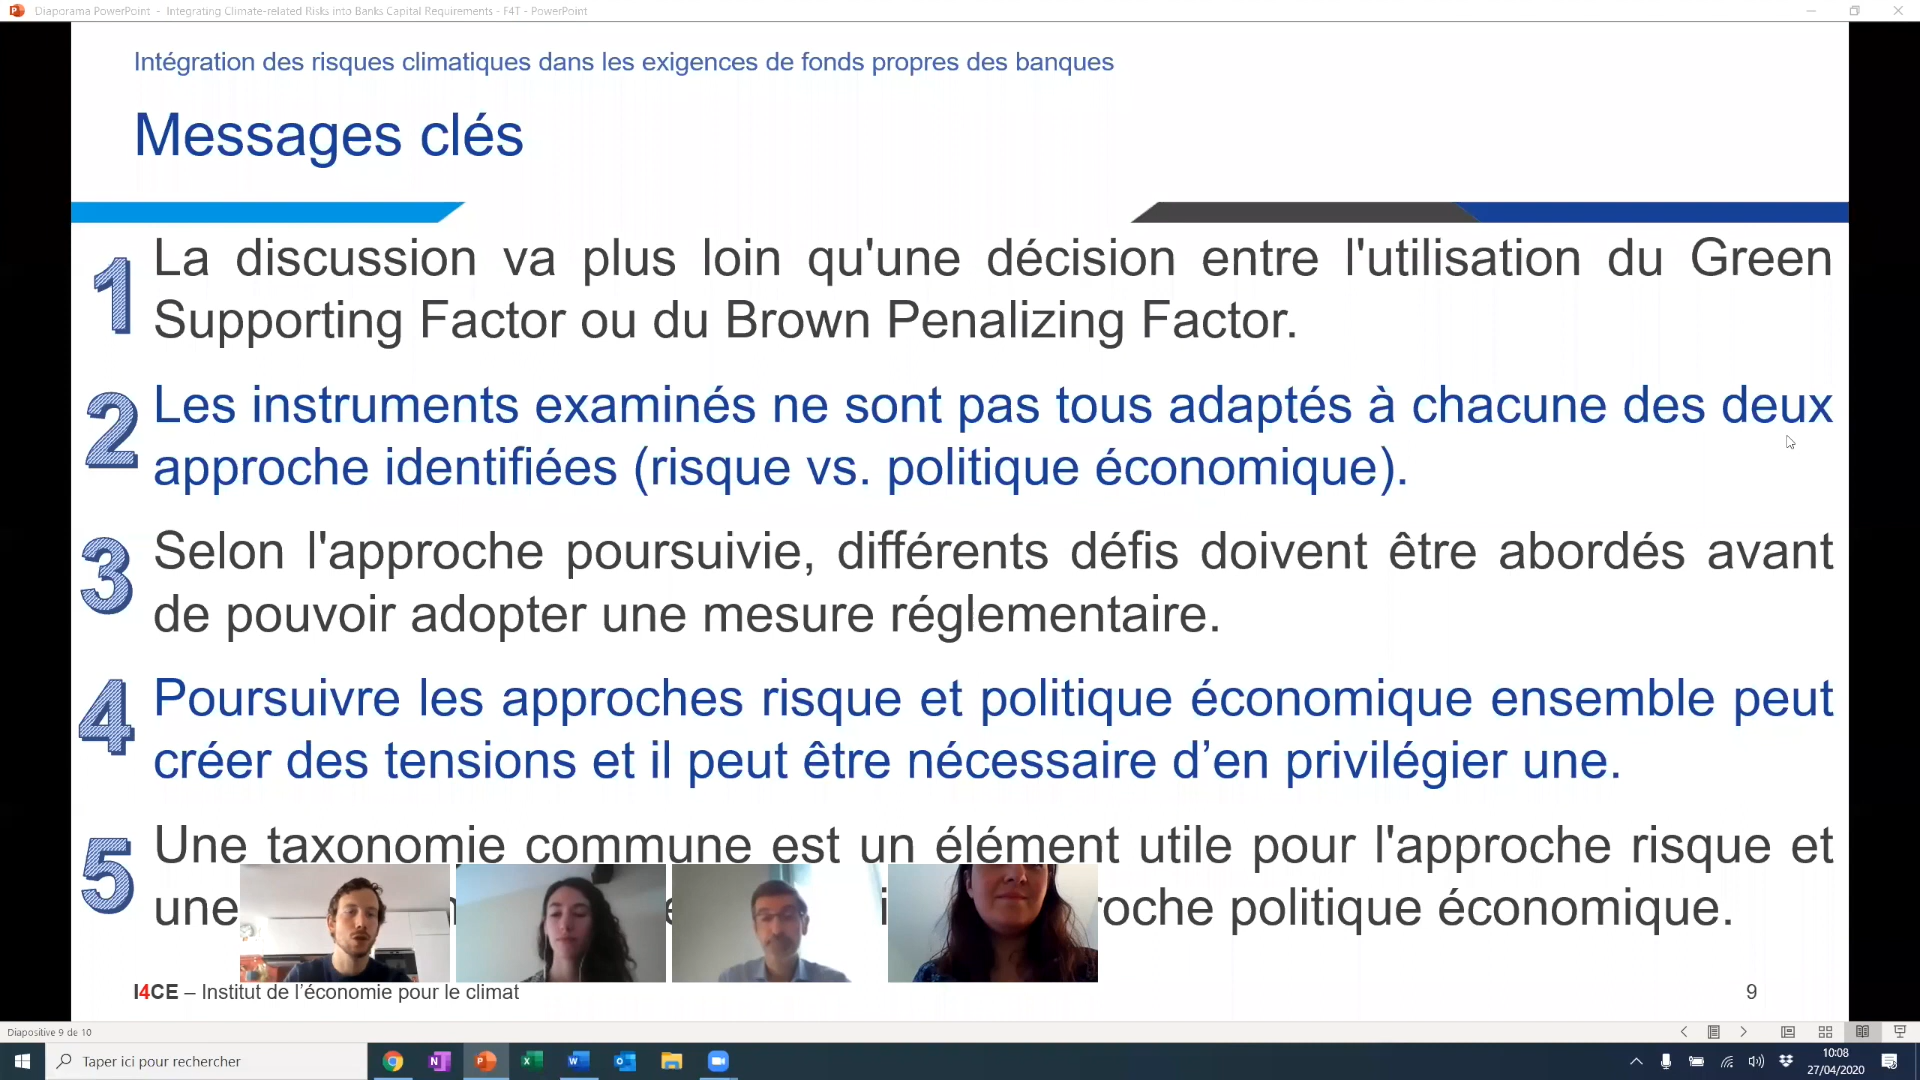 Diaporama PowerPoint - Integrating Climate-related Risks into Banks Capital Requirements - F4T - PowerPoint
Intégration des risques climatiques dans les exigences de fonds propres des banques
Messages clés
1 La discussion va plus loin qu'une décision entre l'utilisation du Green
Supporting Factor ou du Brown Penalizing Factor.
2 Les instruments examinés ne sont pas tous adaptés à chacune des deux
approche identifiées (risque vs. politique économique).
3 Selon l'approche poursuivie, différents défis doivent être abordés avant
de pouvoir adopter une mesure réglementaire.
4 Poursuivre les approches risque et politique économique ensemble peut
créer des tensions et il peut être nécessaire d’en privilégier une.
5 Une taxonomie commune est un élément utile pour l'approche risque et
une politique économique.
I4CE – Institut de l’économie pour le climat
9
Diapositive 9 de 10
Taper ici pour rechercher
10:08
27/04/2020